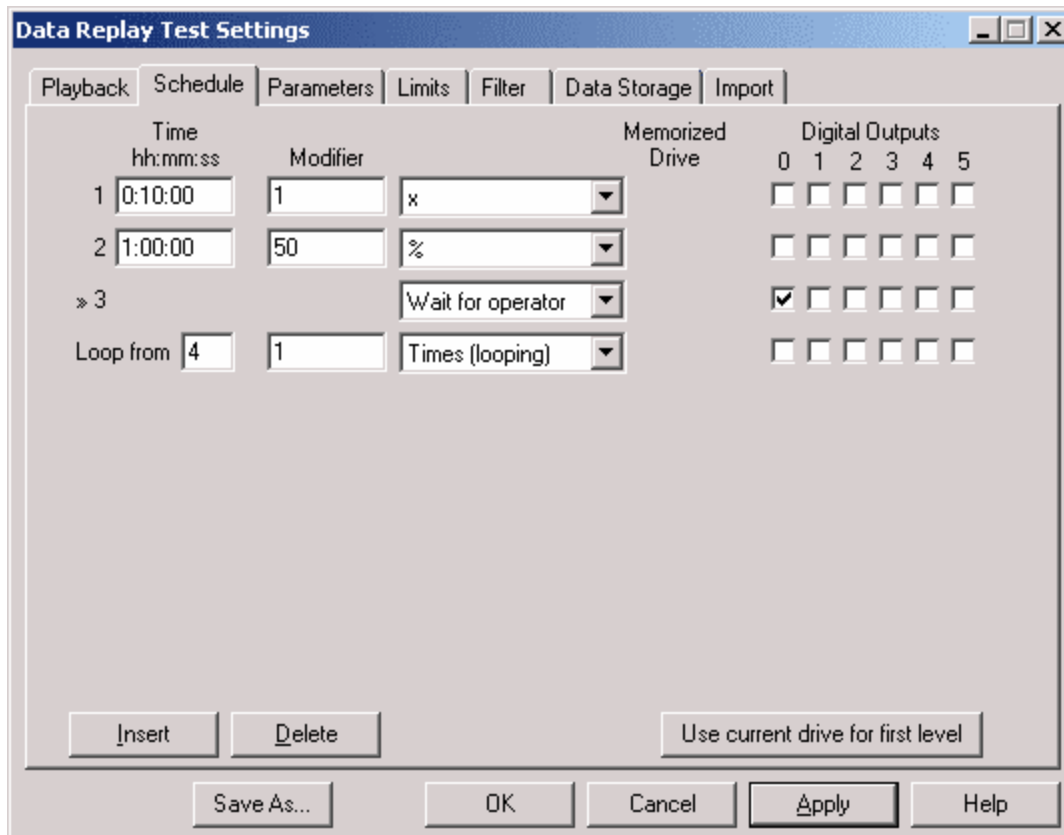 Data Replay Test Settings
Playback Schedule Parameters Limits Filter Data Storage Import
Time Memorized Digital Outputs
hh:mm:ss Modifier Drive 0 1 2 3 4 5
1 0:10:00 1 x
2 1:00:00 50 %
» 3 Wait for operator
Loop from 4 1 Times (looping)
Insert Delete Use current drive for first level
Save As... OK Cancel Apply Help